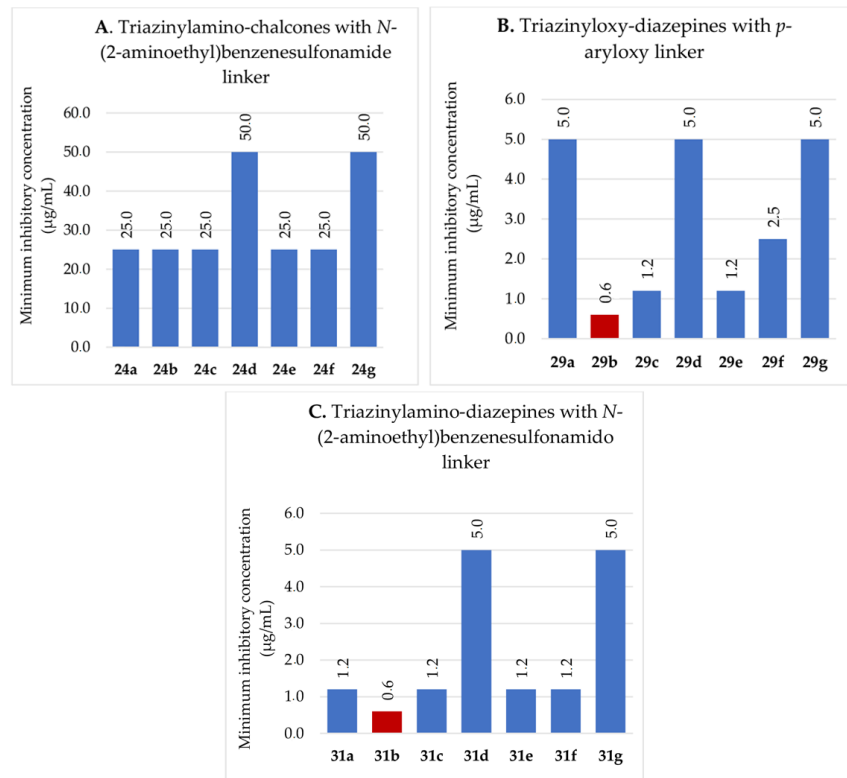 A. Triazinylamino-chalcones with N-
(2-aminoethyl)benzenesulfonamide
linker
Minimum inhibitory concentration
(µg/mL)
60.0
50.0
40.0
30.0
20.0
10.0
0.0
25.0
25.0
25.0
50.0
25.0
25.0
50.0
24a 24b 24c 24d 24e 24f 24g
B. Triazinyloxy-diazepines with p-
aryloxy linker
Minimum inhibitory concentration
(µg/mL)
6.0
5.0
4.0
3.0
2.0
1.0
0.0
5.0
0.6
1.2
5.0
1.2
2.5
5.0
29a 29b 29c 29d 29e 29f 29g
C. Triazinylamino-diazepines with N-
(2-aminoethyl)benzenesulfonamido
linker
Minimum inhibitory concentration
(µg/mL)
6.0
5.0
4.0
3.0
2.0
1.0
0.0
1.2
0.6
1.2
5.0
1.2
1.2
5.0
31a 31b 31c 31d 31e 31f 31g